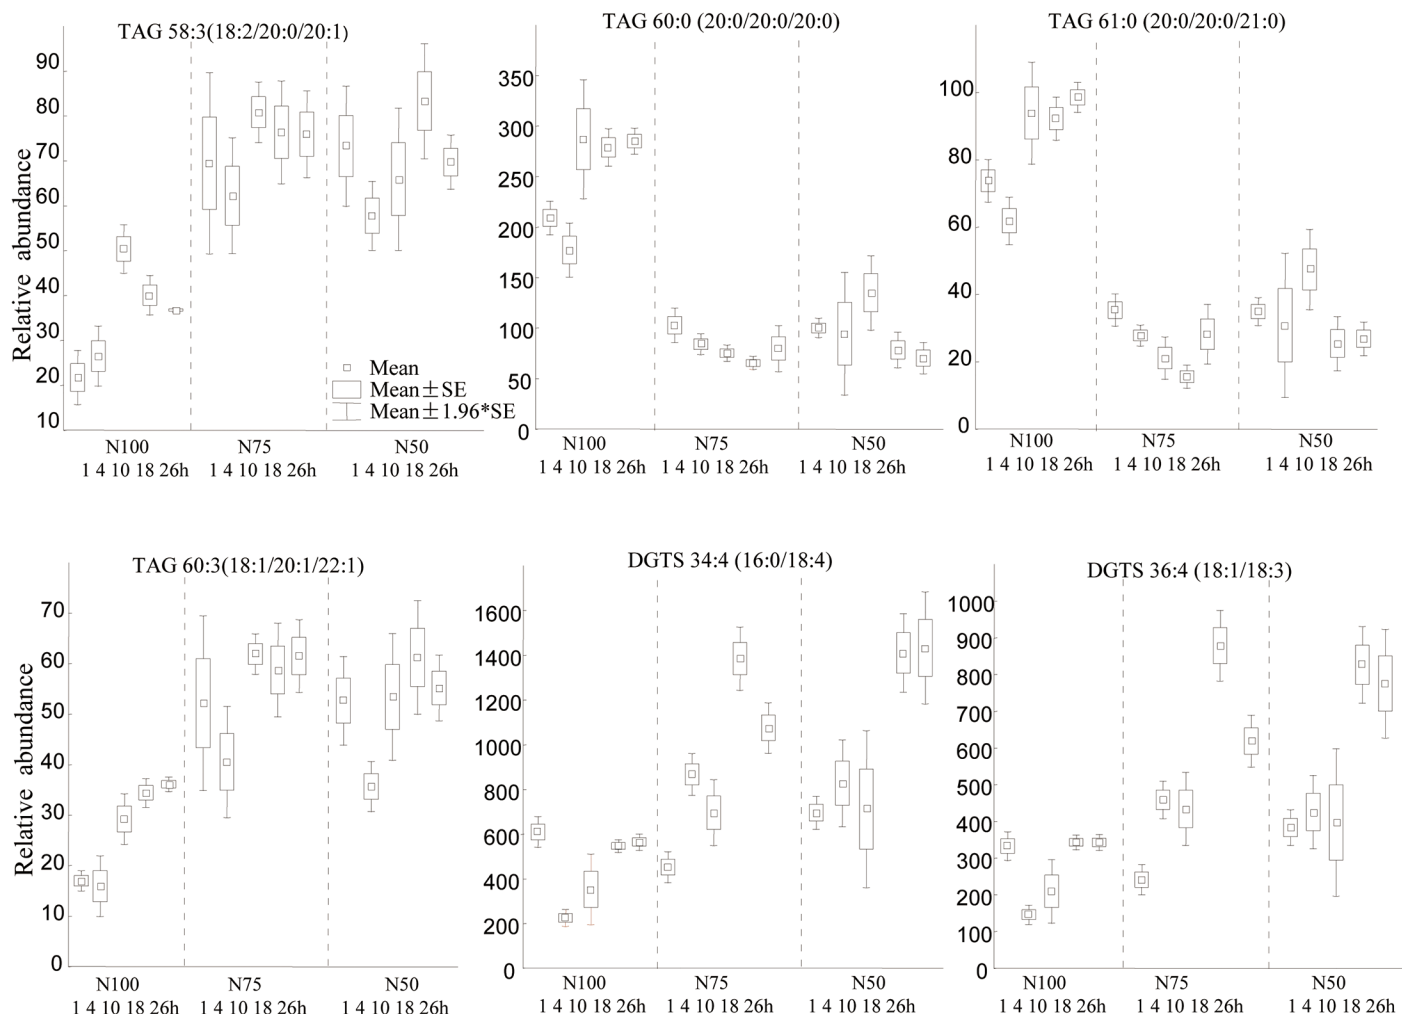 TAG 58:3(18:2/20:0/20:1)
Relative abundance
90
80
70
60
50
40
30
20
10
Mean
Mean±SE
Mean±1.96*SE
N100 N75 N50
1 4 10 18 26h 1 4 10 18 26h 1 4 10 18 26h
TAG 60:0 (20:0/20:0/20:0)
350
300
250
200
150
100
50
0
N100 N75 N50
1 4 10 18 26h 1 4 10 18 26h 1 4 10 18 26h
TAG 61:0 (20:0/20:0/21:0)
100
80
60
40
20
0
N100 N75 N50
1 4 10 18 26h 1 4 10 18 26h 1 4 10 18 26h
TAG 60:3(18:1/20:1/22:1)
Relative abundance
70
60
50
40
30
20
10
0
N100 N75 N50
1 4 10 18 26h 1 4 10 18 26h 1 4 10 18 26h
DGTS 34:4 (16:0/18:4)
1600
1400
1200
1000
800
600
400
200
0
N100 N75 N50
1 4 10 18 26h 1 4 10 18 26h 1 4 10 18 26h
DGTS 36:4 (18:1/18:3)
1000
900
800
700
600
500
400
300
200
100
0
N100 N75 N50
1 4 10 18 26h 1 4 10 18 26h 1 4 10 18 26h